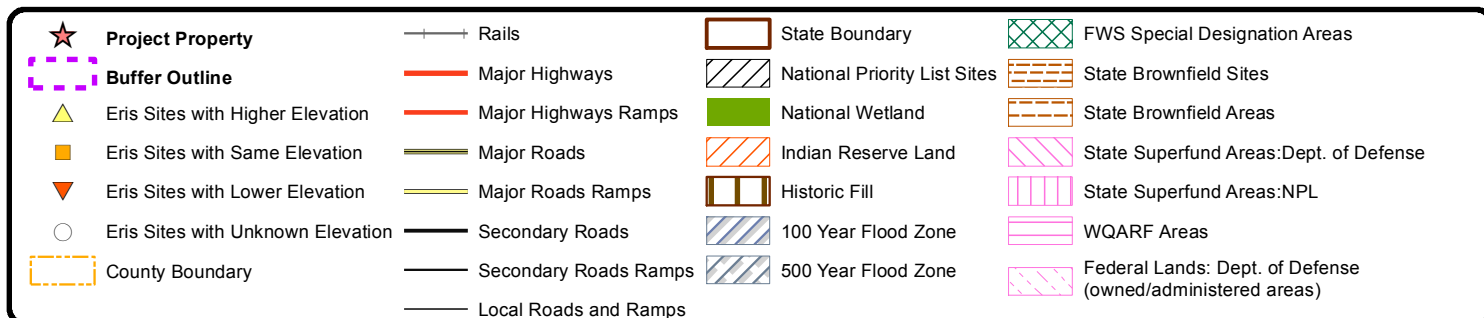 Project Property
Buffer Outline
Eris Sites with Higher Elevation
Eris Sites with Same Elevation
Eris Sites with Lower Elevation
Eris Sites with Unknown Elevation
County Boundary
Rails
Major Highways
Major Highways Ramps
Major Roads
Major Roads Ramps
Secondary Roads
Secondary Roads Ramps
Local Roads and Ramps
State Boundary
National Priority List Sites
National Wetland
Indian Reserve Land
Historic Fill
100 Year Flood Zone
500 Year Flood Zone
FWS Special Designation Areas
State Brownfield Sites
State Brownfield Areas
State Superfund Areas:Dept. of Defense
State Superfund Areas:NPL
WQARF Areas
Federal Lands: Dept. of Defense
(owned/administered areas)